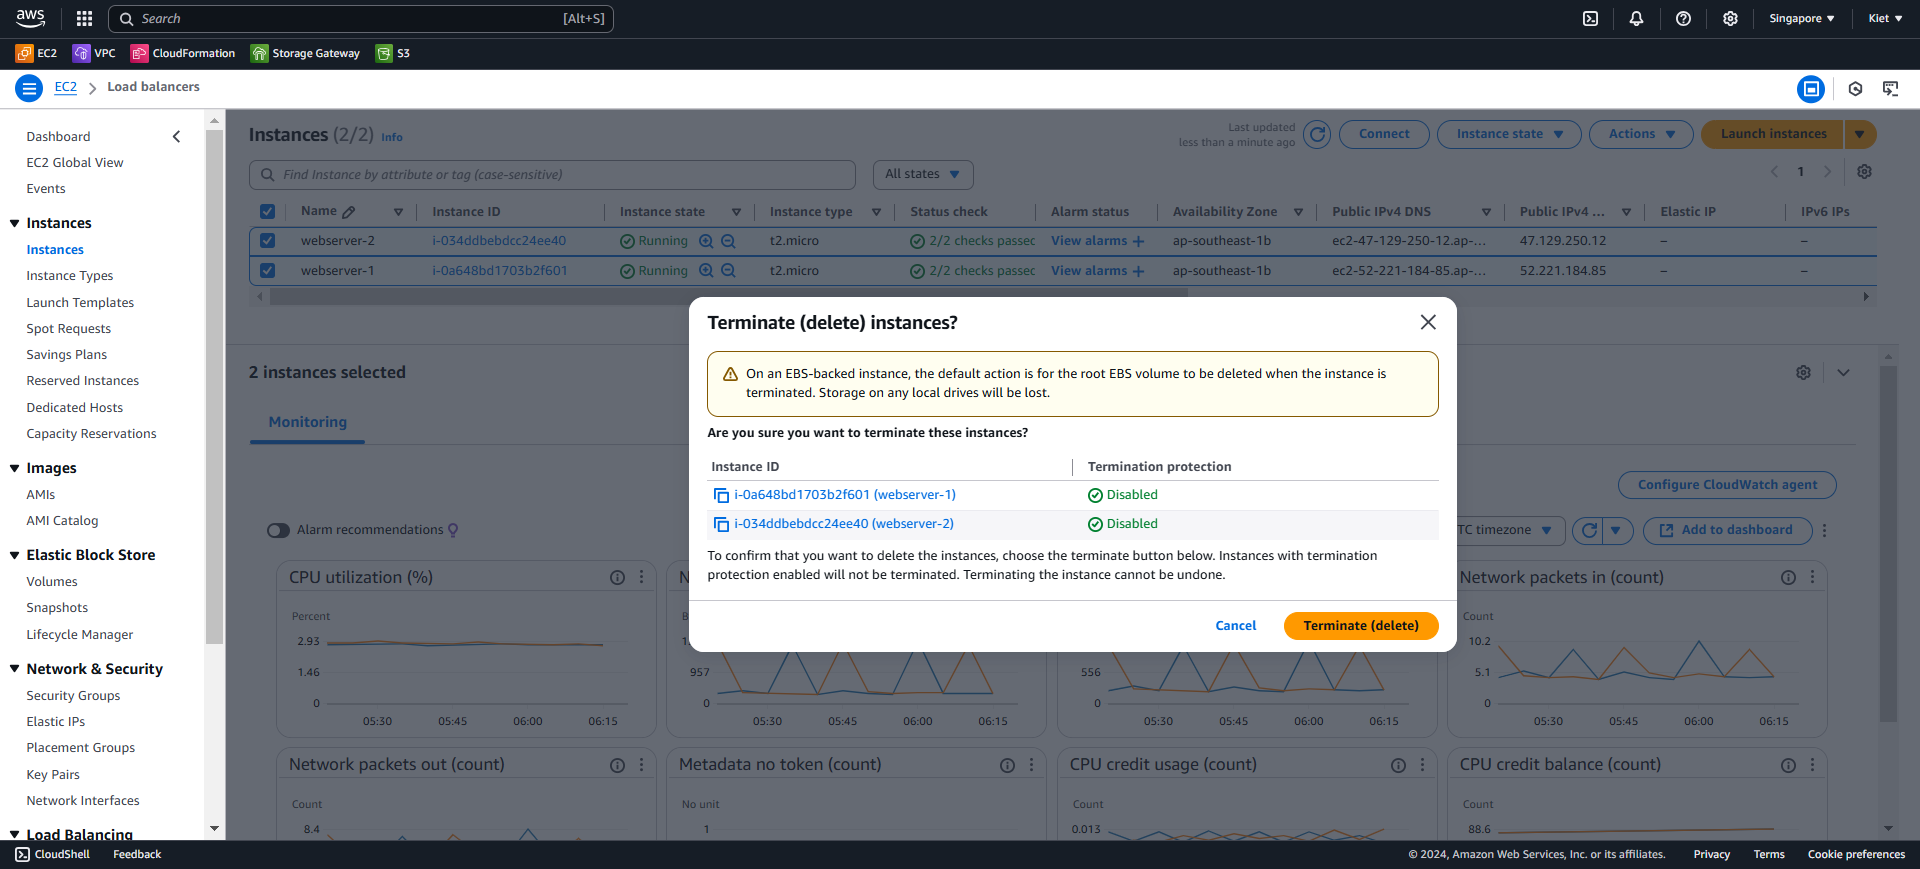 aws
Search
[Alt+S]
Singapore
Kiet
EC2
VPC
CloudFormation
Storage Gateway
S3
EC2
Load balancers
Dashboard
EC2 Global View
Events
Instances
Instances
Instance Types
Launch Templates
Spot Requests
Savings Plans
Reserved Instances
Dedicated Hosts
Capacity Reservations
Images
AMIs
AMI Catalog
Elastic Block Store
Volumes
Snapshots
Lifecycle Manager
Network & Security
Security Groups
Elastic IPs
Placement Groups
Key Pairs
Network Interfaces
Load Balancing
Instances (2/2) Info
Last updated
less than a minute ago
Connect
Instance state
Actions
Launch instances
Find Instance by attribute or tag (case-sensitive)
All states
1
Name Instance ID Instance state Instance type Status check Alarm status Availability Zone Public IPv4 DNS Public IPv4 ... Elastic IP IPv6 IPs
webserver-2 i-034ddbebdcc24ee40 Running t2.micro 2/2 checks passec View alarms + ap-southeast-1b ec2-47-129-250-12.ap-... 47.129.250.12 – –
webserver-1 i-0a648bd1703b2f601 Running t2.micro 2/2 checks passec View alarms + ap-southeast-1b ec2-52-221-184-85.ap-... 52.221.184.85 – –
Terminate (delete) instances?
On an EBS-backed instance, the default action is for the root EBS volume to be deleted when the instance is
terminated. Storage on any local drives will be lost.
Are you sure you want to terminate these instances?
Instance ID Termination protection
i-0a648bd1703b2f601 (webserver-1) Disabled
i-034ddbebdcc24ee40 (webserver-2) Disabled
To confirm that you want to delete the instances, choose the terminate button below. Instances with termination
protection enabled will not be terminated. Terminating the instance cannot be undone.
Cancel
Terminate (delete)
2 instances selected
Monitoring
Configure CloudWatch agent
Alarm recommendations
TC timezone
Add to dashboard
CPU utilization (%)
Percent
2.93
1.46
0
05:30 05:45 06:00 06:15
N
957
0
05:30 05:45 06:00 06:15
556
0
05:30 05:45 06:00 06:15
Network packets in (count)
Count
10.2
5.1
0
05:30 05:45 06:00 06:15
Network packets out (count)
Count
8.4
Metadata no token (count)
No unit
1
CPU credit usage (count)
Count
0.013
CPU credit balance (count)
Count
88.6
CloudShell
Feedback
© 2024, Amazon Web Services, Inc. or its affiliates.
Privacy
Terms
Cookie preferences